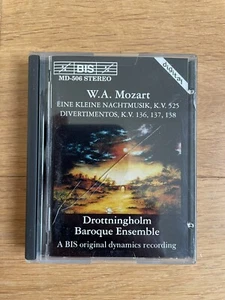 BIS
MD-506 STEREO
W.A. Mozart
EINE KLEINE NACHTMUSIK, K.V. 525
DIVERTIMENTOS, K.V. 136, 137, 138
Drottningholm
Baroque Ensemble
A BIS original dynamics recording